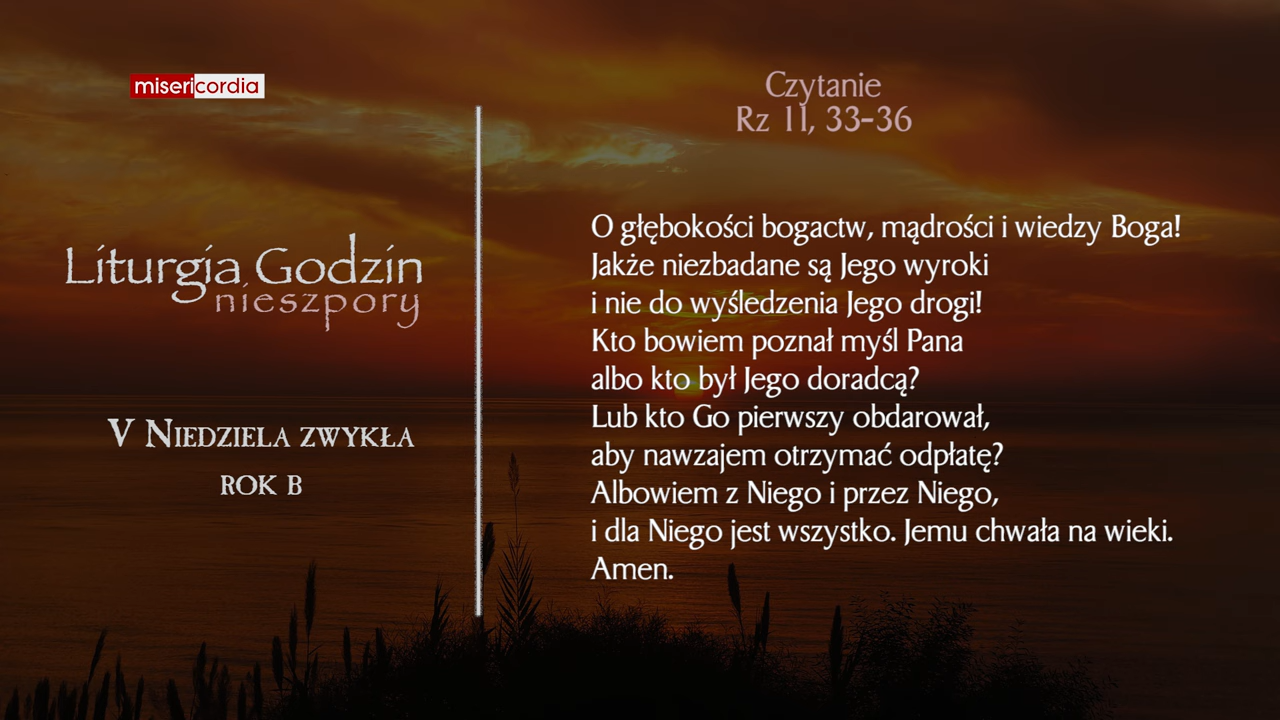 misericordia
Liturgia Godzin
nieszpory
V Niedziela zwykła
rok B
Czytanie
Rz 11, 33-36
O głębokości bogactw, mądrości i wiedzy Boga!
Jakże niezbadane są Jego wyroki
i nie do wyśledzenia Jego drogi!
Kto bowiem poznał myśl Pana
albo kto był Jego doradcą?
Lub kto Go pierwszy obdarował,
aby nawzajem otrzymać odpłatę?
Albowiem z Niego i przez Niego,
i dla Niego jest wszystko. Jemu chwała na wieki.
Amen.